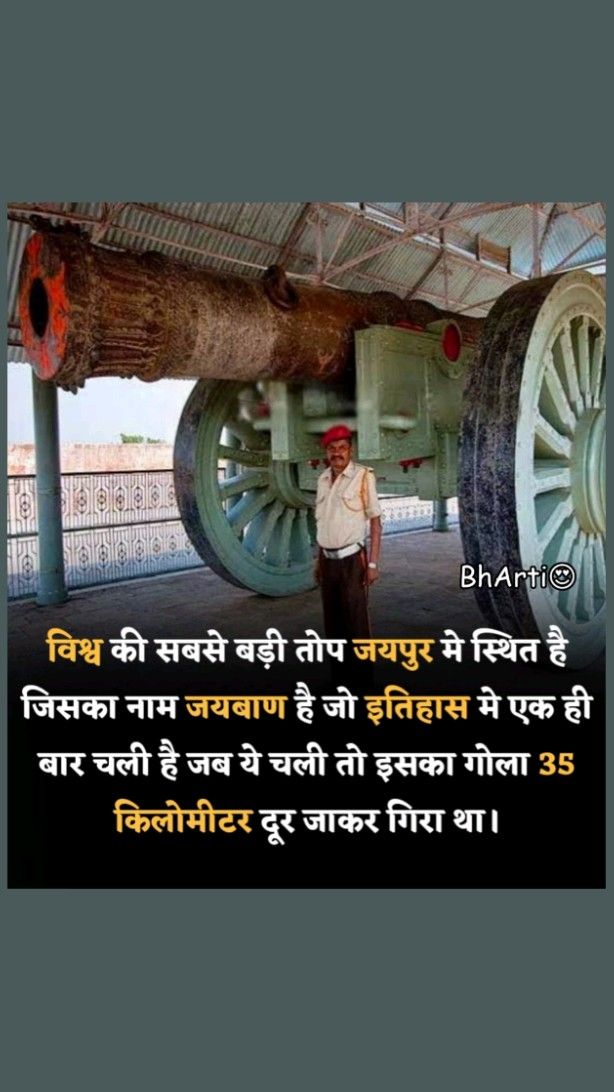 BhArti😍
विश्व की सबसे बड़ी तोप जयपुर मे स्थित है
जिसका नाम जयबाण है जो इतिहास मे एक ही
बार चली है जब ये चली तो इसका गोला 35
किलोमीटर दूर जाकर गिरा था।